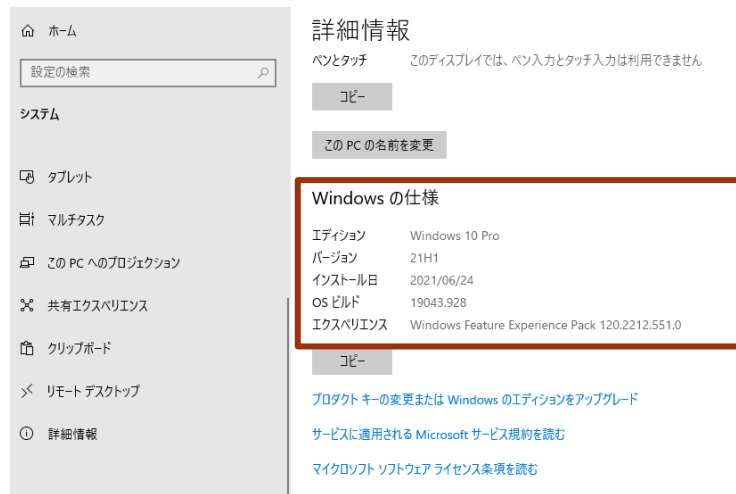 ホーム
設定の検索
システム
タブレット
マルチタスク
この PC へのプロジェクション
共有エクスペリエンス
クリップボード
リモート デスクトップ
詳細情報
詳細情報
ペンとタッチ このディスプレイでは、ペン入力とタッチ入力は利用できません
コピー
この PC の名前を変更
Windows の仕様
エディション Windows 10 Pro
バージョン 21H1
インストール日 2021/06/24
OS ビルド 19043.928
エクスペリエンス Windows Feature Experience Pack 120.2212.551.0
コピー
プロダクト キーの変更または Windows のエディションをアップグレード
サービスに適用される Microsoft サービス規約を読む
マイクロソフト ソフトウェア ライセンス条項を読む